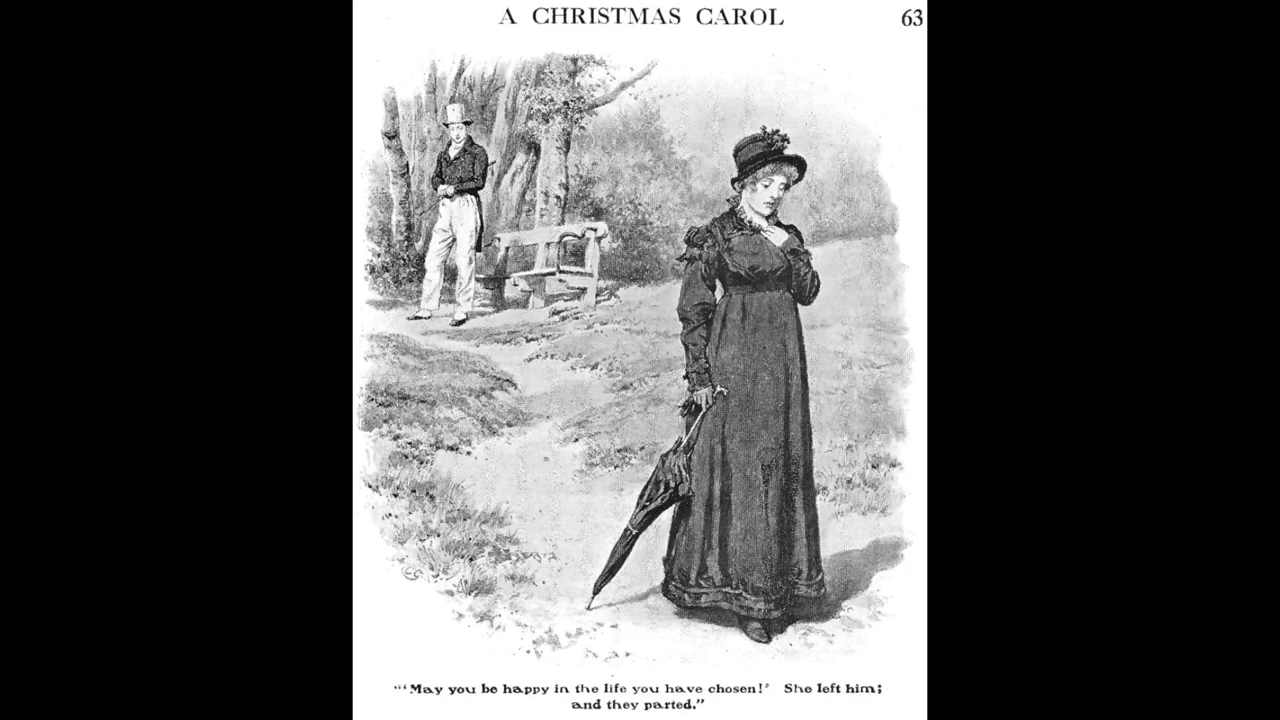 A CHRISTMAS CAROL 63
"'May you be happy in the life you have chosen!' She left him;
and they parted."